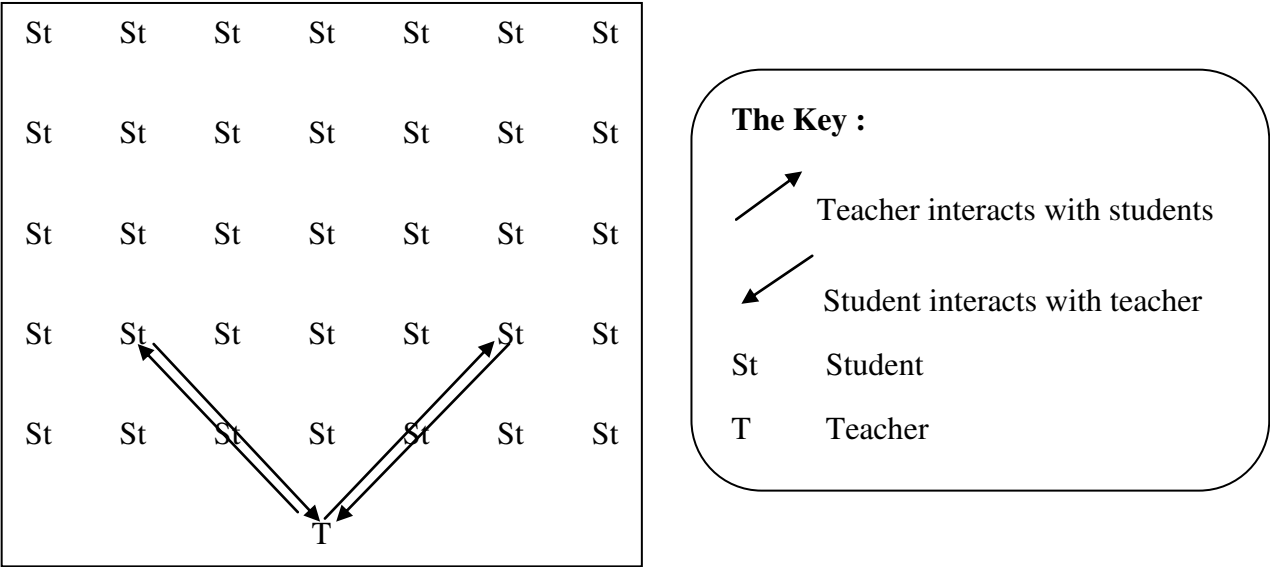 St St St St St St St
St St St St St St St
St St St St St St St
St St St St St St St
St St St St St St St
T
The Key :
Teacher interacts with students
Student interacts with teacher
St Student
T Teacher